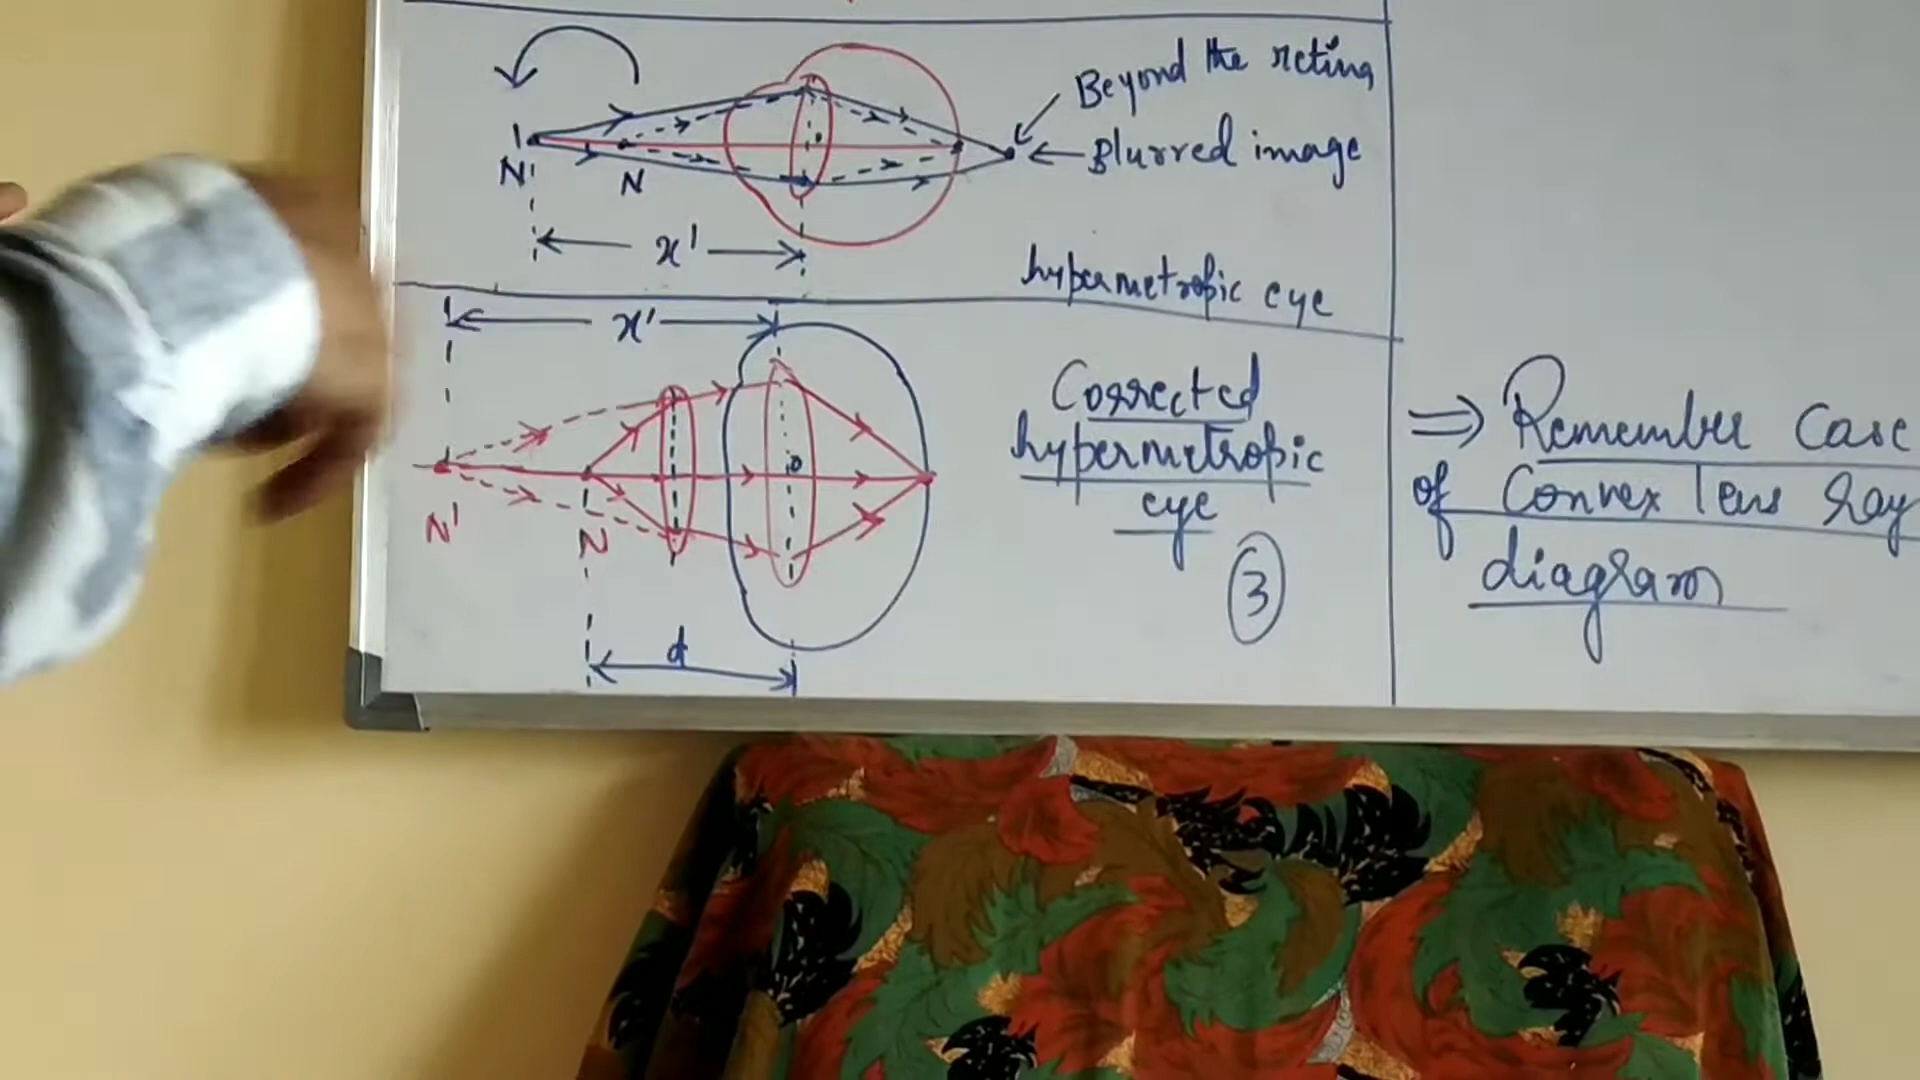 Beyond the retina
Blurred image
N'
N
x'
hypermetropic eye
x'
Corrected
hypermetropic
eye
3
N'
N
d
⇒ Remember Case
of Convex lens ray
diagram